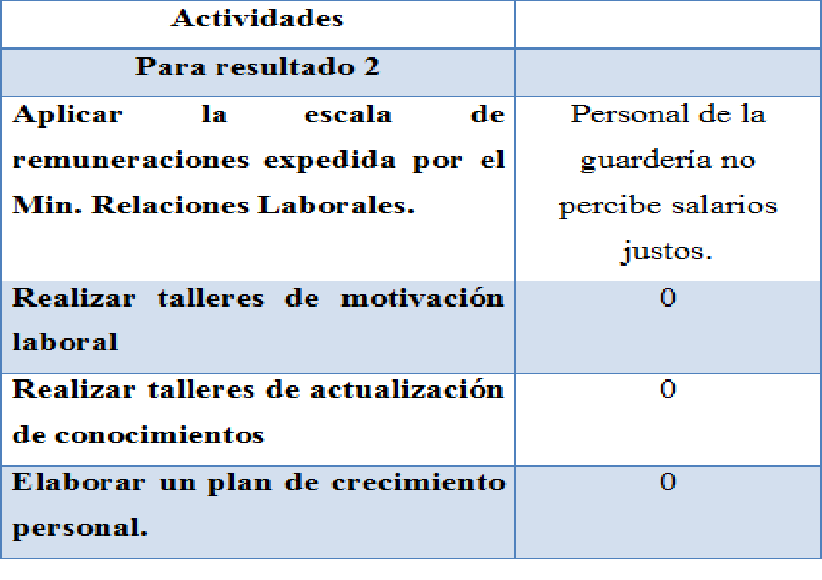 Actividades
Para resultado 2
Aplicar la escala de
remuneraciones expedida por el
Min. Relaciones Laborales.
Personal de la
guardería no
percibe salarios
justos.
Realizar talleres de motivación
laboral
0
Realizar talleres de actualización
de conocimientos
0
Elaborar un plan de crecimiento
personal.
0